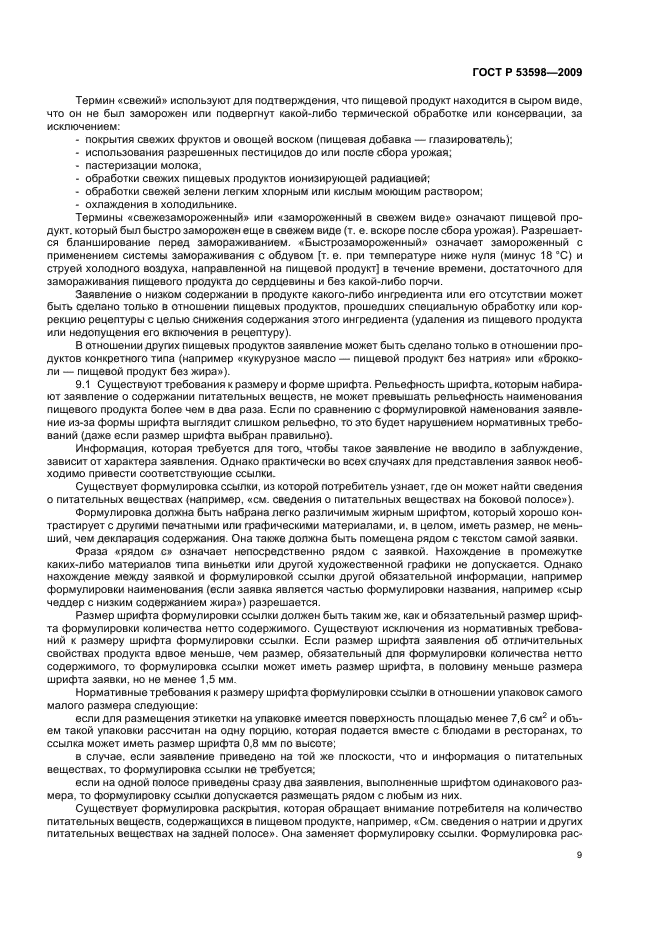 ГОСТ Р 53598—2009
Термин «свежий» используют для подтверждения, что пищевой продукт находится в сыром виде,
что он не был заморожен или подвергнут какой-либо термической обработке или консервации, за
исключением:
- покрытия свежих фруктов и овощей воском (пищевая добавка — глазирователь);
- использования разрешенных пестицидов до или после сбора урожая;
- пастеризации молока,
- обработки свежих пищевых продуктов ионизирующей радиацией;
- обработки свежей зелени легким хлорным или кислым моющим раствором;
- охлаждения в холодильнике.
Термины «свежезамороженный» или «замороженный в свежем виде» означают пищевой про-
дукт, который был быстро заморожен еще в свежем виде (т. е. вскоре после сбора урожая). Разрешает-
ся бланширование перед замораживанием. «Быстрозамороженный» означает замороженный с
применением системы замораживания с обдувом [т. е. при температуре ниже нуля (минус 18 °С) и
струей холодного воздуха, направленной на пищевой продукт] в течение времени, достаточного для
замораживания пищевого продукта до сердцевины и без какой-либо порчи.
Заявление о низком содержании в продукте какого-либо ингредиента или его отсутствии может
быть сделано только в отношении пищевых продуктов, прошедших специальную обработку или кор-
рекцию рецептуры с целью снижения содержания этого ингредиента (удаления из пищевого продукта
или недопущения его включения в рецептуру).
В отношении других пищевых продуктов заявление может быть сделано только в отношении про-
дуктов конкретного типа (например «кукурузное масло — пищевой продукт без натрия» или «брокко-
ли — пищевой продукт без жира»).
9.1 Существуют требования к размеру и форме шрифта. Рельефность шрифта, которым набира-
ют заявление о содержании питательных веществ, не может превышать рельефность наименования
пищевого продукта более чем в два раза. Если по сравнению с формулировкой наменования заявле-
ние из-за формы шрифта выглядит слишком рельефно, то это будет нарушением нормативных требо-
ваний (даже если размер шрифта выбран правильно).
Информация, которая требуется для того, чтобы такое заявление не вводило в заблуждение,
зависит от характера заявления. Однако практически во всех случаях для представления заявок необ-
ходимо привести соответствующие ссылки.
Существует формулировка ссылки, из которой потребитель узнает, где он может найти сведения
о питательных веществах (например, «см. сведения о питательных веществах на боковой полосе»).
Формулировка должна быть набрана легко различимым жирным шрифтом, который хорошо кон-
трастирует с другими печатными или графическими материалами, и, в целом, иметь размер, не мень-
ший, чем декларация содержания. Она также должна быть помещена рядом с текстом самой заявки.
Фраза «рядом с» означает непосредственно рядом с заявкой. Нахождение в промежутке
каких-либо материалов типа виньетки или другой художественной графики не допускается. Однако
нахождение между заявкой и формулировкой ссылки другой обязательной информации, например
формулировки наименования (если заявка является частью формулировки названия, например «сыр
чеддер с низким содержанием жира») разрешается.
Размер шрифта формулировки ссылки должен быть таким же, как и обязательный размер шриф-
та формулировки количества нетто содержимого. Существуют исключения из нормативных требова-
ний к размеру шрифта формулировки ссылки. Если размер шрифта заявления об отличительных
свойствах продукта вдвое меньше, чем размер, обязательный для формулировки количества нетто
содержимого, то формулировка ссылки может иметь размер шрифта, в половину меньше размера
шрифта заявки, но не менее 1,5 мм.
Нормативные требования к размеру шрифта формулировки ссылки в отношении упаковок самого
малого размера следующие:
если для размещения этикетки на упаковке имеется поверхность площадью менее 7,6 см² и объ-
ем такой упаковки рассчитан на одну порцию, которая подается вместе с блюдами в ресторанах, то
ссылка может иметь размер шрифта 0,8 мм по высоте;
в случае, если заявление приведено на той же плоскости, что и информация о питательных
веществах, то формулировка ссылки не требуется;
если на одной полосе приведены сразу два заявления, выполненные шрифтом одинакового раз-
мера, то формулировку ссылки допускается размещать рядом с любым из них.
Существует формулировка раскрытия, которая обращает внимание потребителя на количество
питательных веществ, содержащихся в пищевом продукте, например, «См. сведения о натрии и других
питательных веществах на задней полосе». Она заменяет формулировку ссылки. Формулировка рас-
9